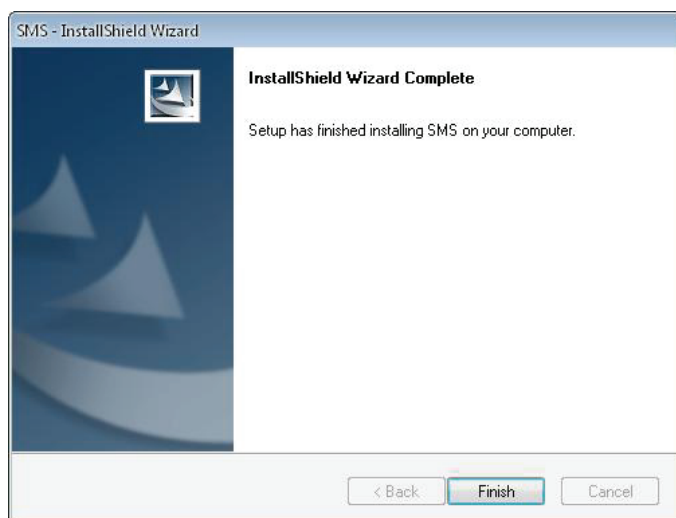 SMS - InstallShield Wizard
InstallShield Wizard Complete
Setup has finished installing SMS on your computer.
< Back
Finish
Cancel